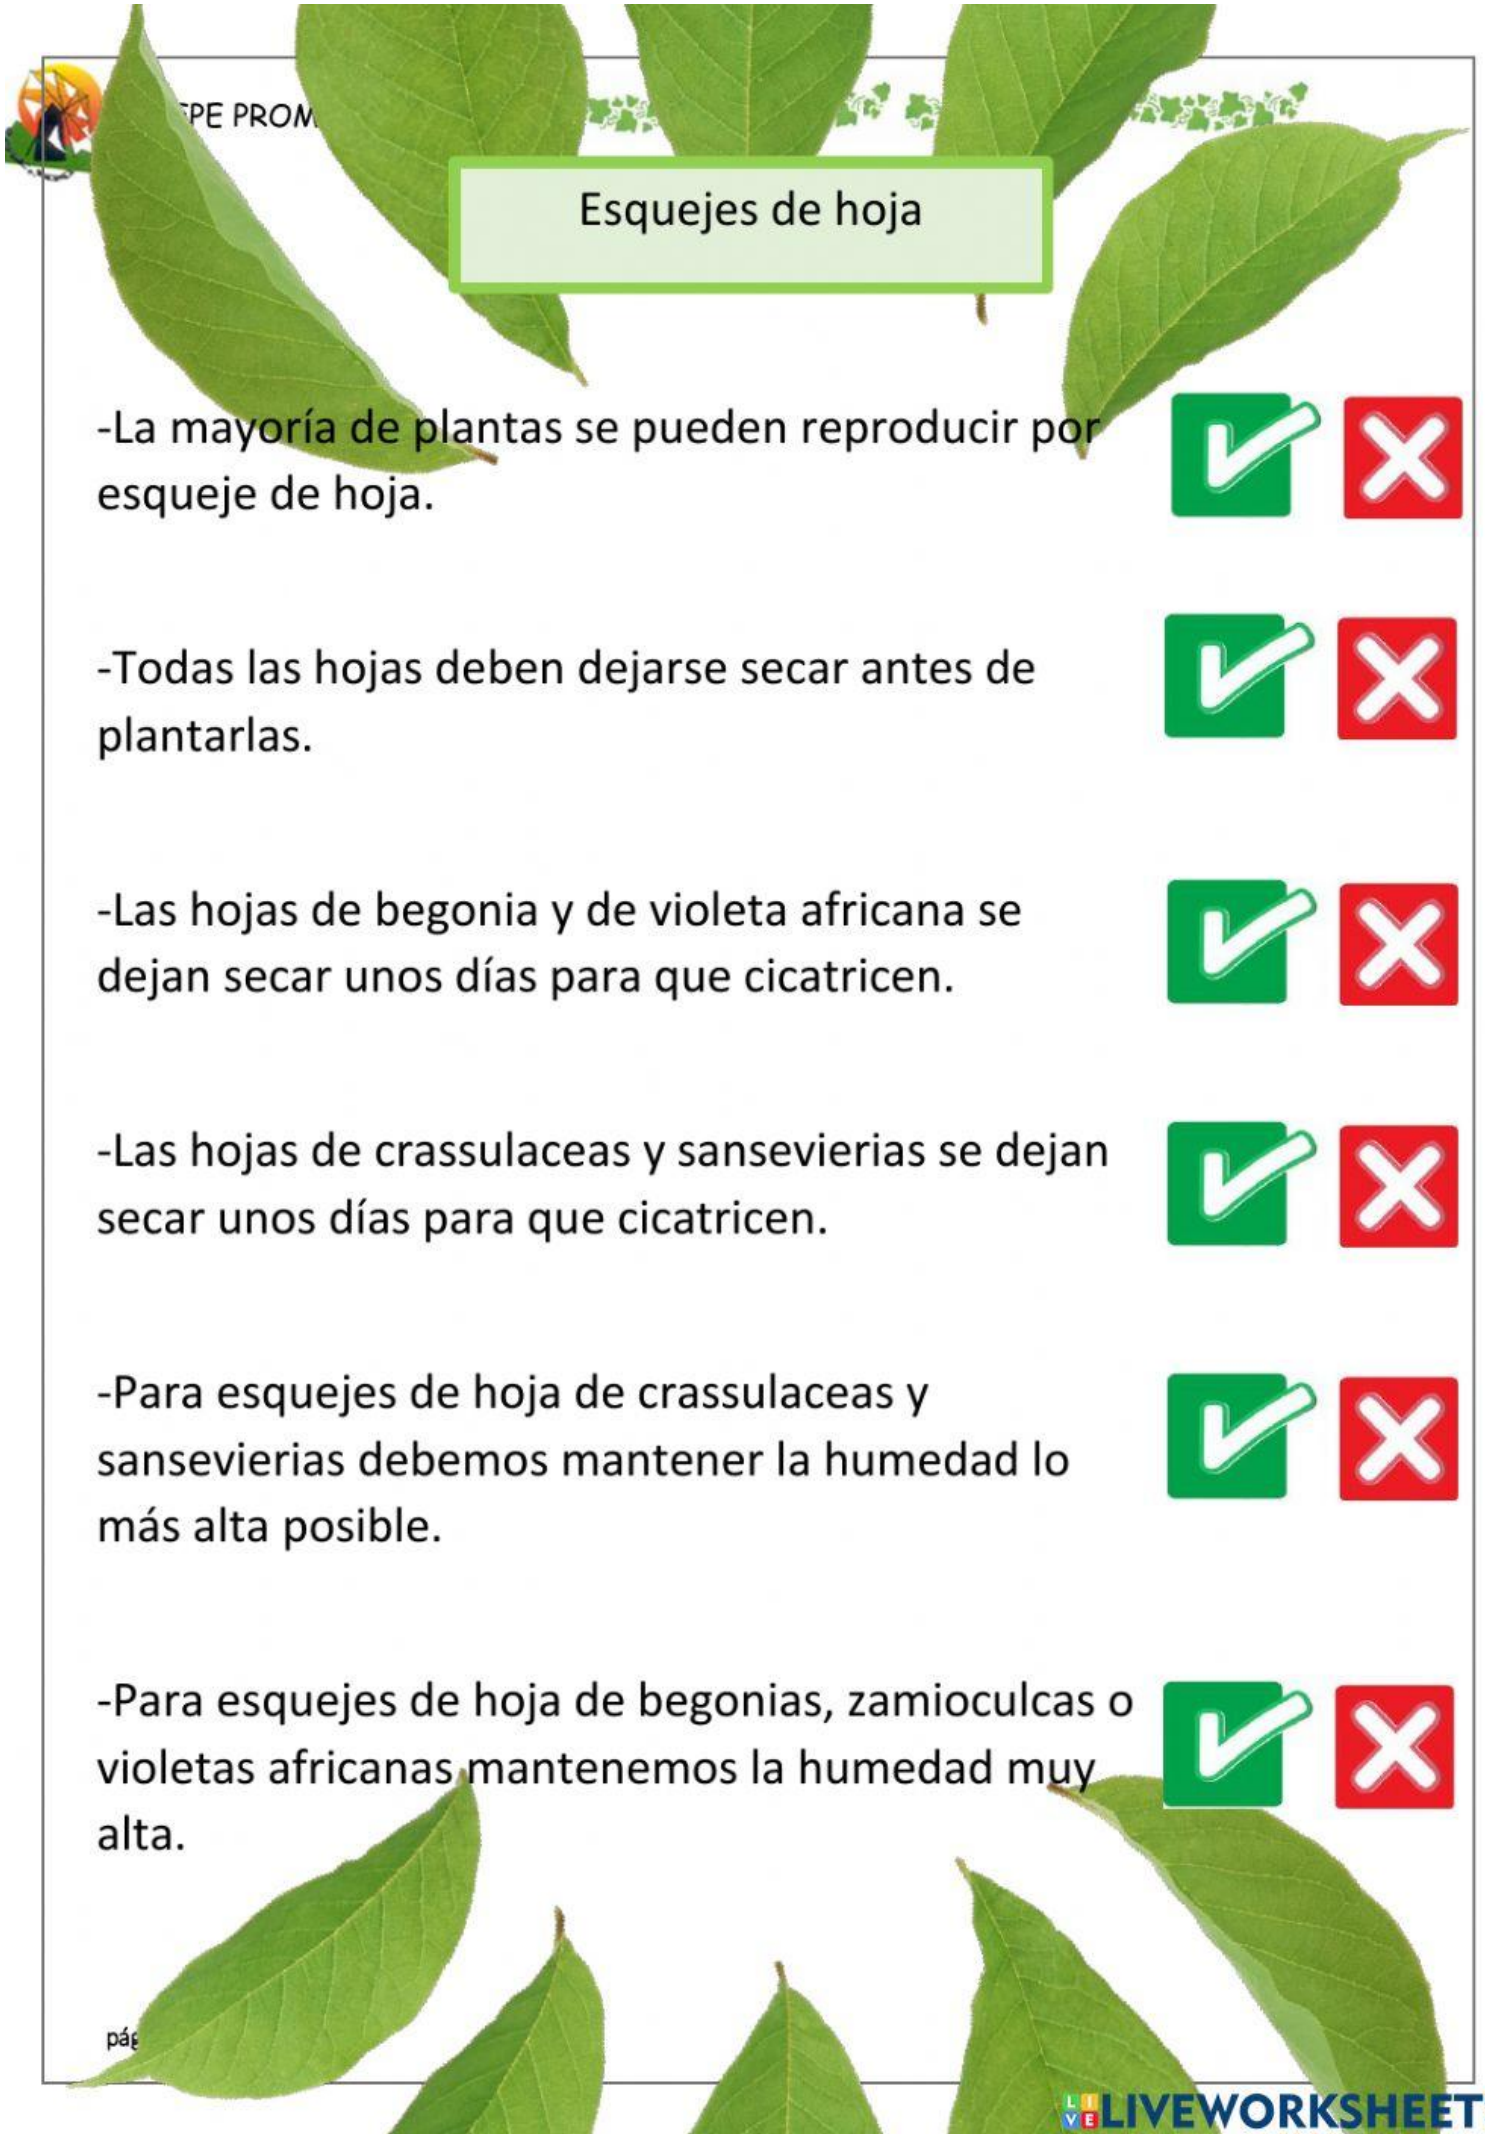 PROM
Esquejes de hoja
-La mayoría de plantas se pueden reproducir por
esqueje de hoja.
-Todas las hojas deben dejarse secar antes de
plantarlas.
-Las hojas de begonia y de violeta africana se
dejan secar unos días para que cicatricen.
-Las hojas de crassulaceas y sansevierias se dejan
secar unos días para que cicatricen.
-Para esquejes de hoja de crassulaceas y
sansevierias debemos mantener la humedad lo
más alta posible.
-Para esquejes de hoja de begonias, zamioculcas o
violetas africanas mantenemos la humedad muy
alta.
pág
LIVE LIVEWORKSHEET